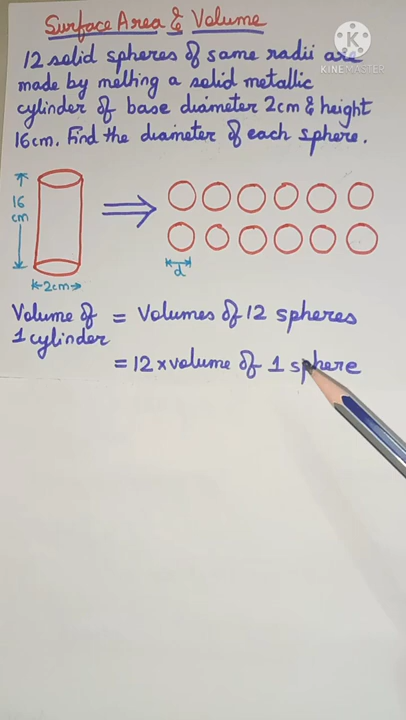 Surface Area & Volume
12 solid spheres of same radii are
KINEMASTER
made by melting a solid metallic
cylinder of base diameter 2cm & height
16cm. Find the diameter of each sphere.
16
cm
2cm
d
Volume of = Volumes of 12 spheres
1 cylinder
= 12 x volume of 1 sphere